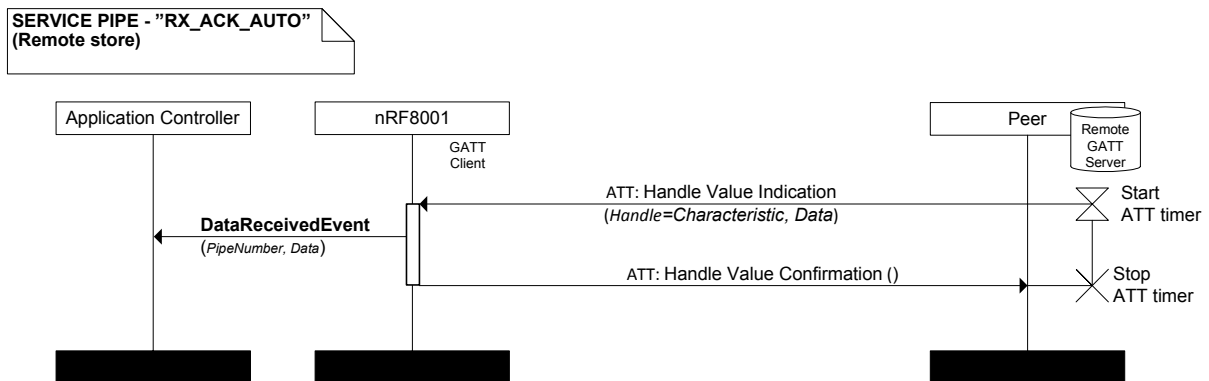 SERVICE PIPE - ”RX_ACK_AUTO”
(Remote store)
Application Controller
nRF8001
Peer
Remote
GATT
Server
GATT
Client
ATT: Handle Value Indication
(Handle=Characteristic, Data)
Start
ATT timer
DataReceivedEvent
(PipeNumber, Data)
ATT: Handle Value Confirmation ()
Stop
ATT timer